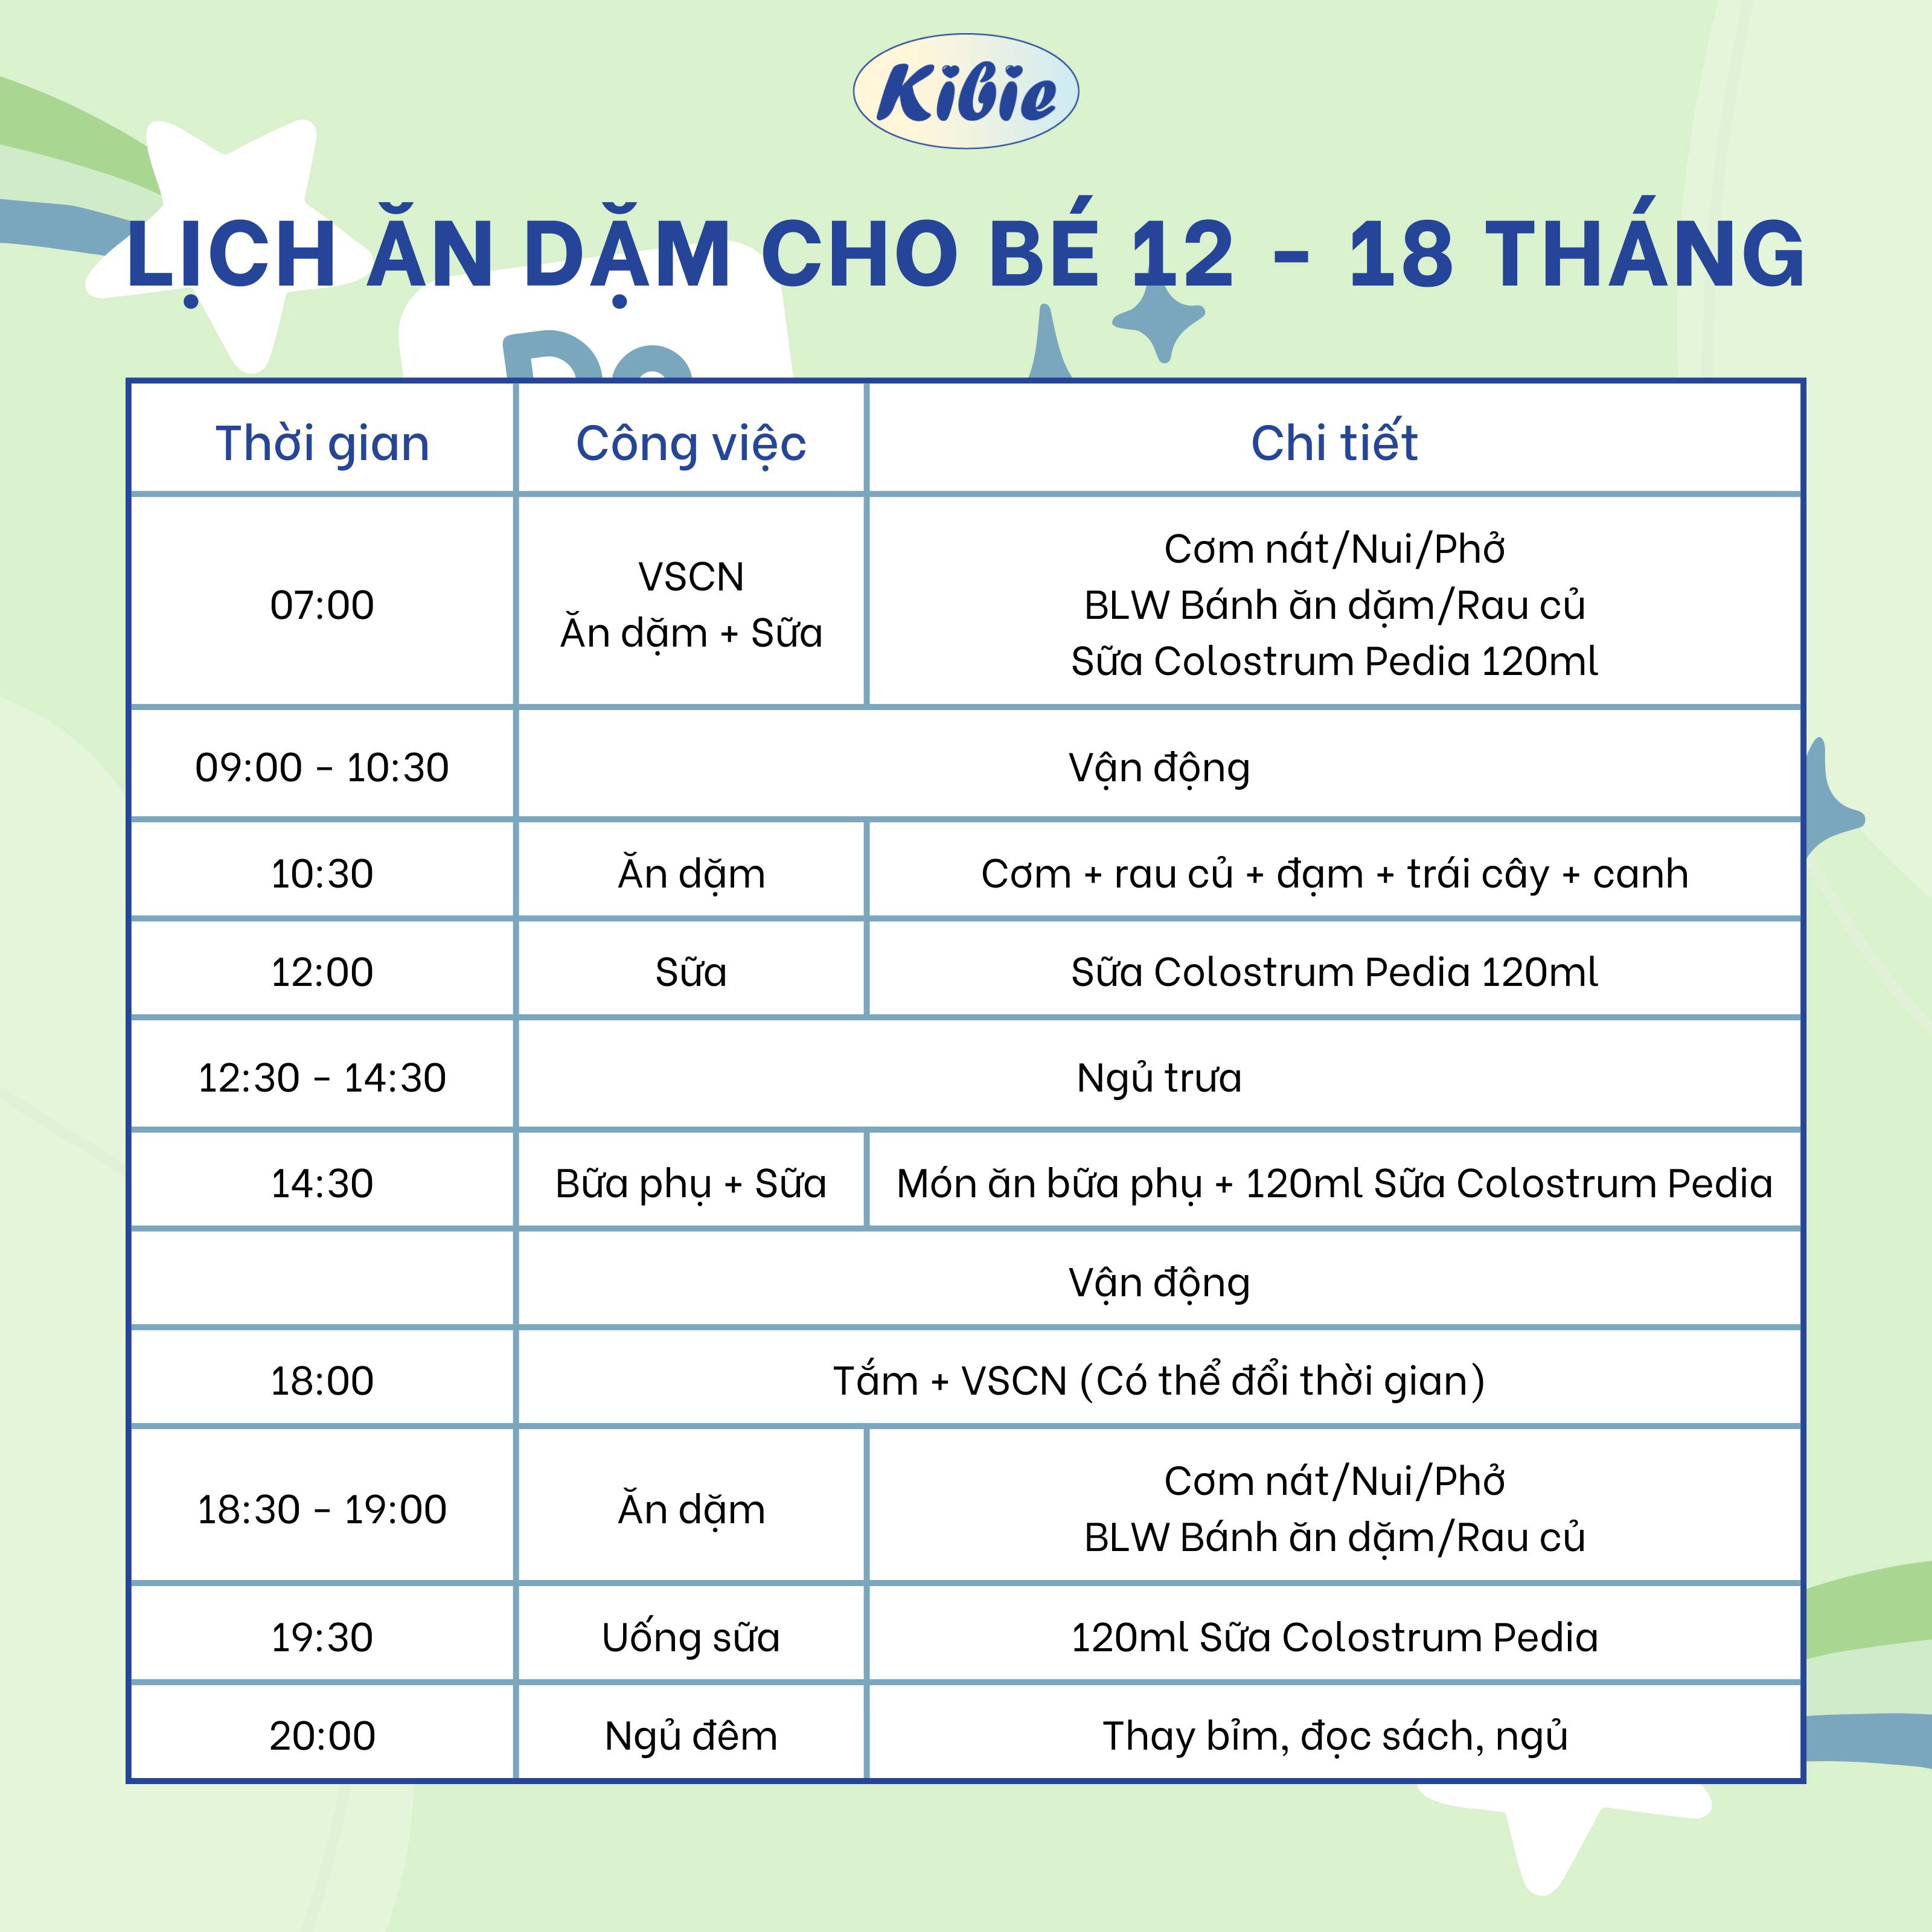 Kibie
LỊCH ĂN DẶM CHO BÉ 12 - 18 THÁNG
Thời gian Công việc Chi tiết
07:00
VSCN
Ăn dặm + Sữa
Cơm nát/Nui/Phở
BLW Bánh ăn dặm/Rau củ
Sữa Colostrum Pedia 120ml
09:00 - 10:30 Vận động
10:30 Ăn dặm Cơm + rau củ + đạm + trái cây + canh
12:00 Sữa Sữa Colostrum Pedia 120ml
12:30 - 14:30 Ngủ trưa
14:30 Bữa phụ + Sữa Món ăn bữa phụ + 120ml Sữa Colostrum Pedia
Vận động
18:00 Tắm + VSCN (Có thể đổi thời gian)
18:30 - 19:00 Ăn dặm
Cơm nát/Nui/Phở
BLW Bánh ăn dặm/Rau củ
19:30 Uống sữa 120ml Sữa Colostrum Pedia
20:00 Ngủ đêm Thay bỉm, đọc sách, ngủ